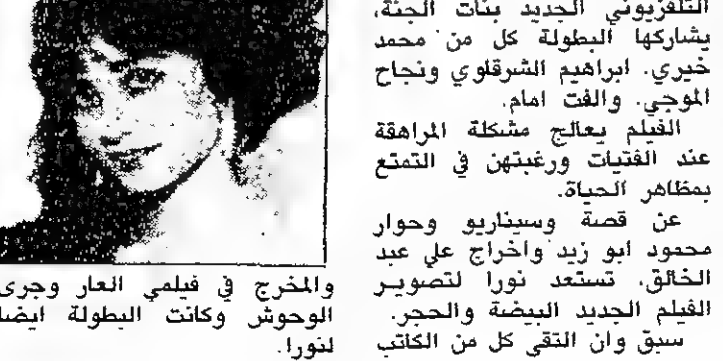 التلفزيوني الجديد بنات الجنة،
يشاركها البطولة كل من محمد
خيري. ابراهيم الشرقلوي ونجاح
الموجي. والفت امام.
الفيلم يعالج مشكلة المراهقة
عند الفتيات ورغبتهن في التمتع
بمظاهر الحياة.
عن قصة وسيناريو وحوار
محمود ابو زيد واخراج علي عبد
الخالق، تستعد نورا لتصوير
الفيلم الجديد البيضة والحجر.
سبق وان التقى كل من الكاتب
والمخرج في فيلمي العار وجرى
الوحوش وكانت البطولة ايضا
لنورا.